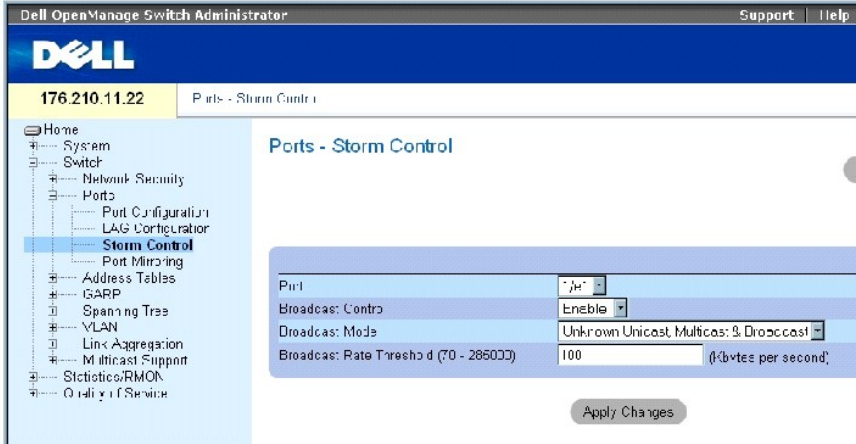 Dell OpenManage Switch Administrator
Support | Help
DELL
176.210.11.22
Ports - Storm Control
Home
System
Switch
Network Security
Ports
Port Configuration
LAG Configuration
Storm Control
Port Mirroring
Address Tables
GARP
Spanning Tree
VLAN
Link Aggregation
Multicast Support
Statistics/RMON
Quality of Service
Ports - Storm Control
Port
Broadcast Control
Enable
Broadcast Mode
Unknown Unicast, Multicast & Broadcast
Broadcast Rate Threshold (70 - 285000)
100
(Kbytes per second)
Apply Changes